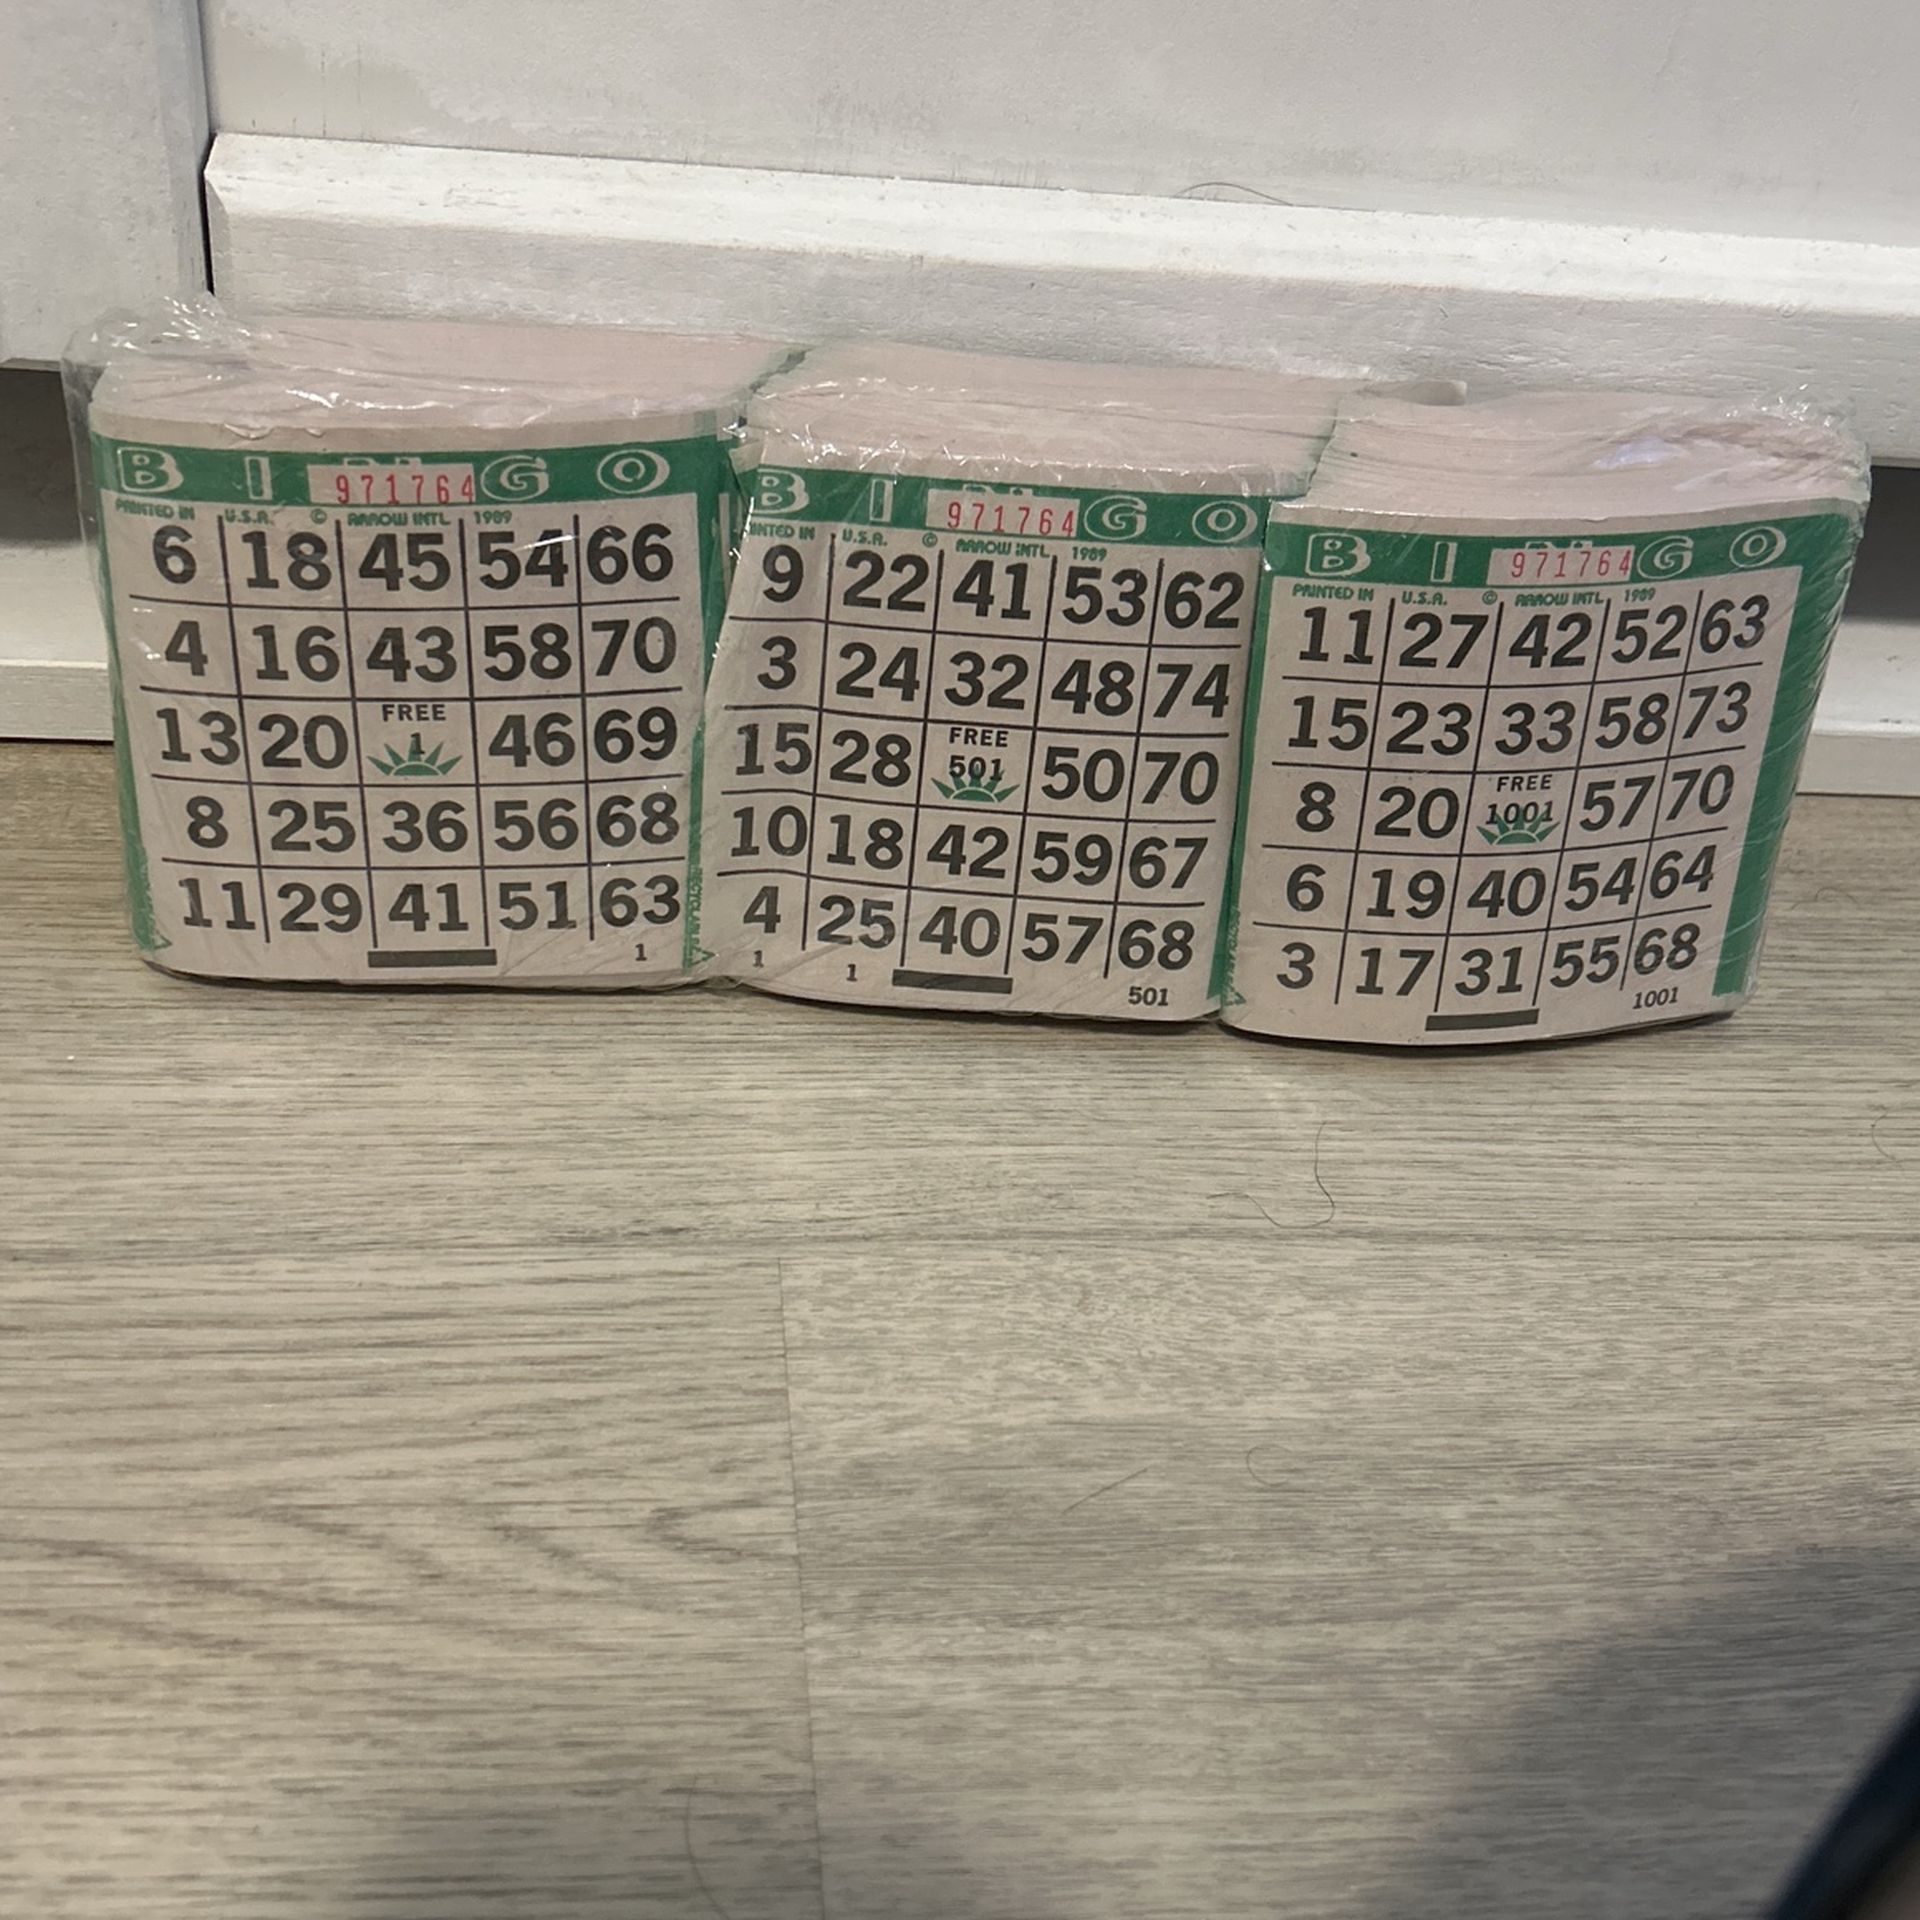 B I 971764 G O
PRINTED IN U.S.A. © ARROW INT'L 1989
6 18 45 54 66
4 16 43 58 70
13 20 FREE 1 46 69
8 25 36 56 68
11 29 41 51 63
1
B I 971764 G O
INTED IN U.S.A. © ARROW INT'L 1989
9 22 41 53 62
3 24 32 48 74
15 28 FREE 501 50 70
10 18 42 59 67
4 25 40 57 68
1 1 501
B I 971764 G O
PRINTED IN U.S.A. © ARROW INT'L 1989
11 27 42 52 63
15 23 33 58 73
8 20 FREE 1001 57 70
6 19 40 54 64
3 17 31 55 68
1001